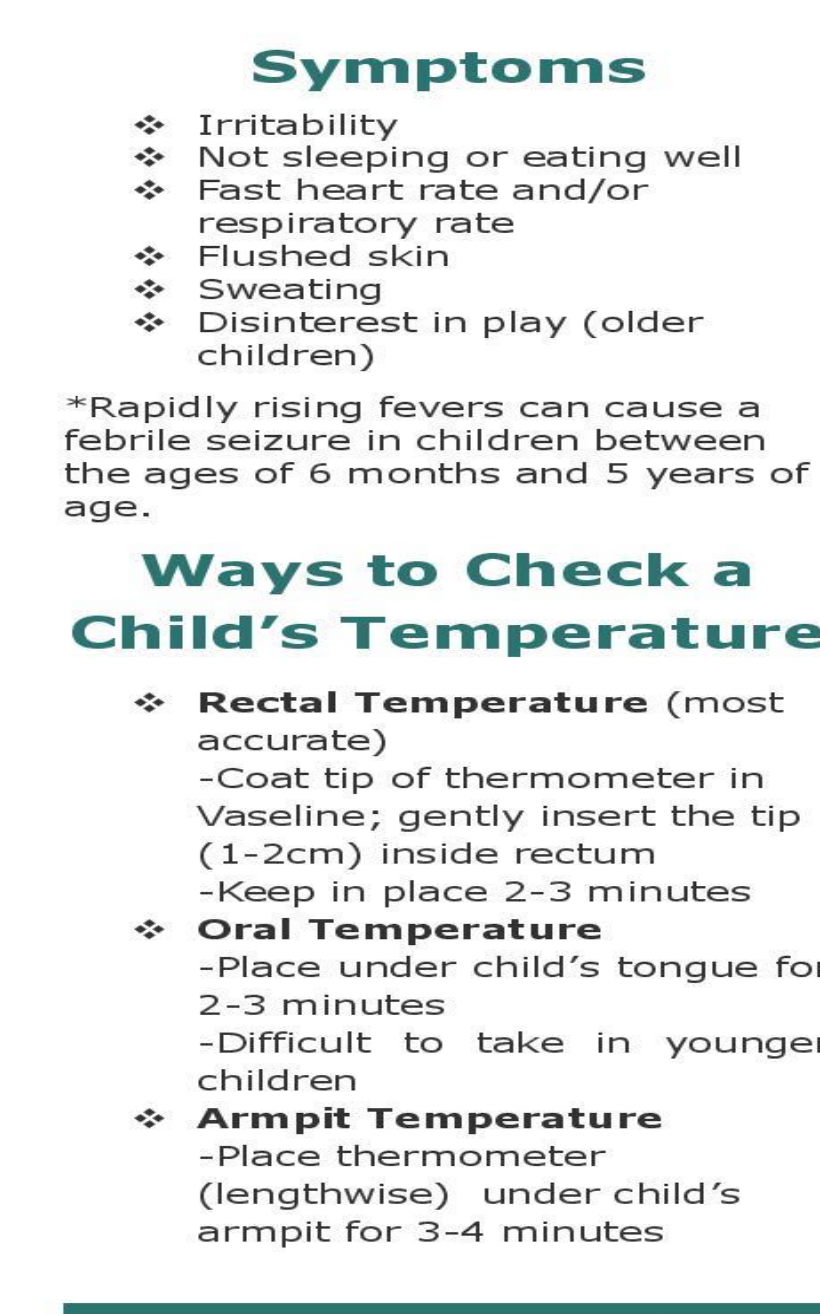 Symptoms
❖ Irritability
❖ Not sleeping or eating well
❖ Fast heart rate and/or
respiratory rate
❖ Flushed skin
❖ Sweating
❖ Disinterest in play (older
children)
*Rapidly rising fevers can cause a
febrile seizure in children between
the ages of 6 months and 5 years of
age.
Ways to Check a
Child’s Temperature
❖ Rectal Temperature (most
accurate)
-Coat tip of thermometer in
Vaseline; gently insert the tip
(1-2cm) inside rectum
-Keep in place 2-3 minutes
❖ Oral Temperature
-Place under child’s tongue for
2-3 minutes
-Difficult to take in younger
children
❖ Armpit Temperature
-Place thermometer
(lengthwise) under child’s
armpit for 3-4 minutes